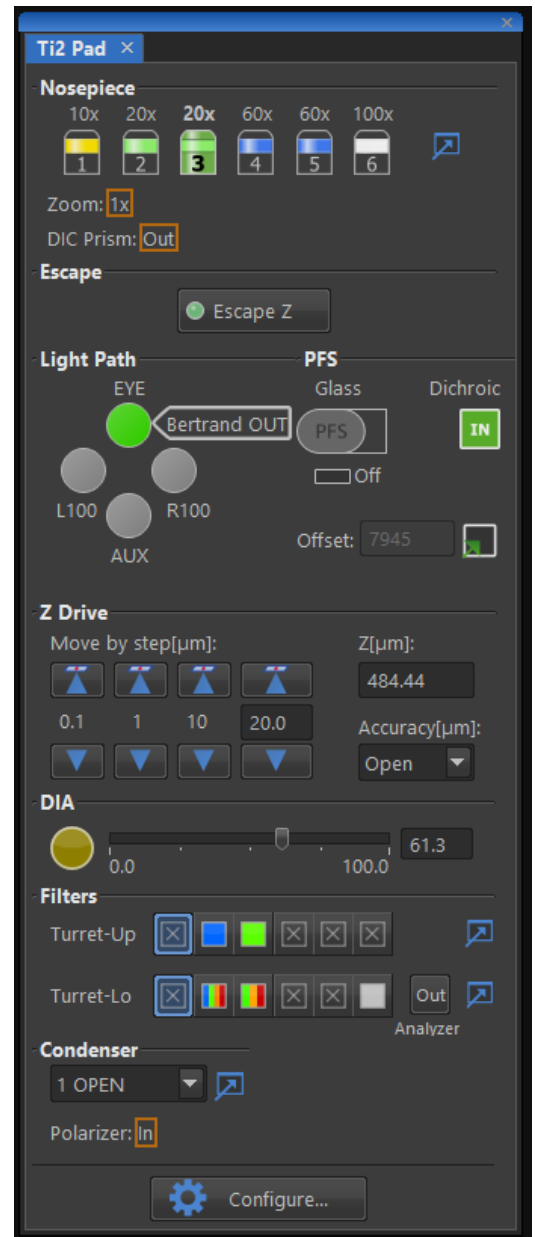 Ti2 Pad
Nosepiece
10x 20x 20x 60x 60x 100x
1 2 3 4 5 6
Zoom: 1x
DIC Prism: Out
Escape
Escape Z
Light Path PFS
EYE Glass Dichroic
Bertrand OUT PFS IN
Off
L100 R100
AUX Offset: 7945
Z Drive
Move by step[µm]: Z[µm]:
484.44
0.1 1 10 20.0 Accuracy[µm]:
Open
DIA
61.3
0.0 100.0
Filters
Turret-Up
Turret-Lo Out
Analyzer
Condenser
1 OPEN
Polarizer: In
Configure...